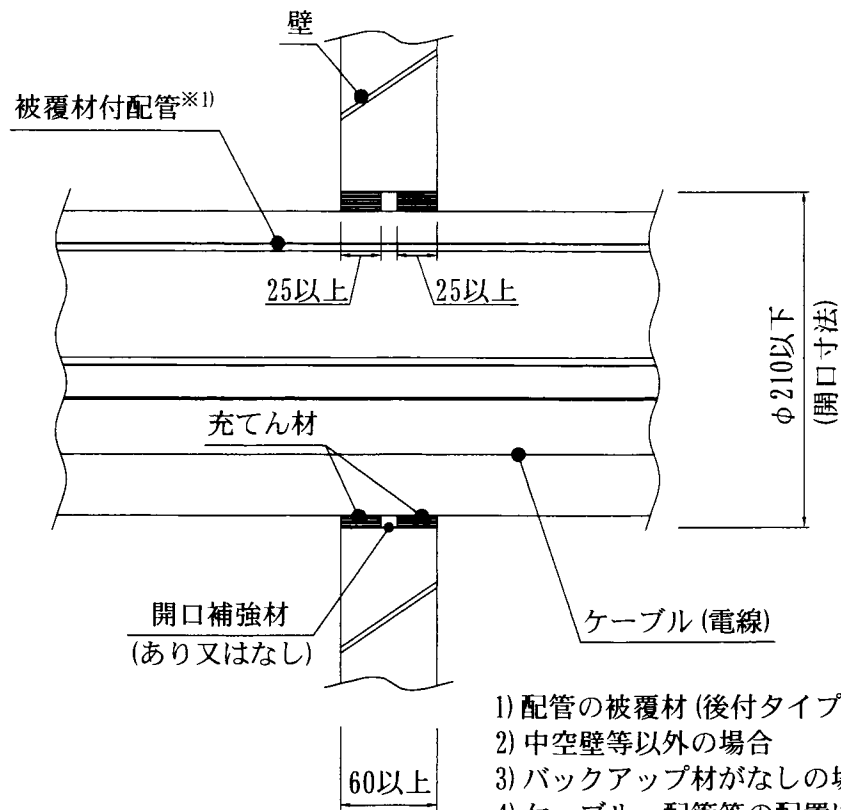 壁
被覆材付配管※1)
25以上
25以上
φ210以下
(開口寸法)
充てん材
開口補強材
(あり又はなし)
ケーブル(電線)
60以上
1) 配管の被覆材(後付タイプ
2) 中空壁等以外の場合
3) バックアップ材がなしの場